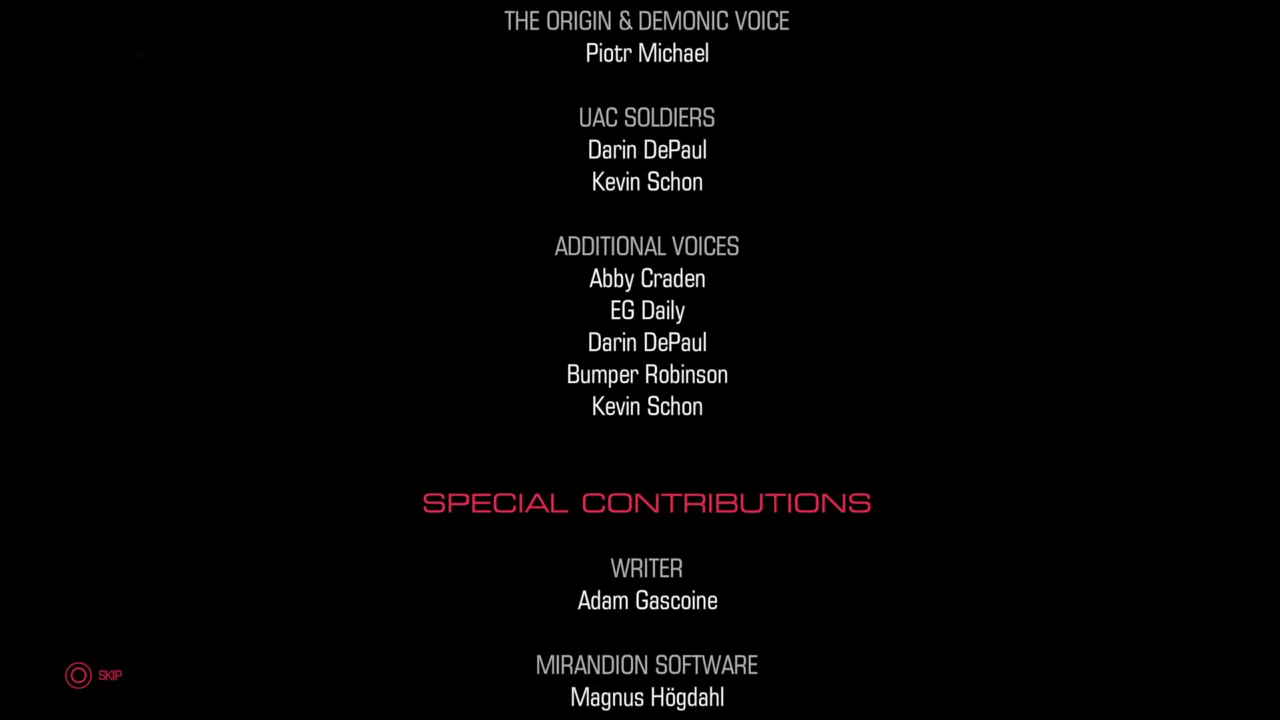 THE ORIGIN & DEMONIC VOICE
Piotr Michael
UAC SOLDIERS
Darin DePaul
Kevin Schon
ADDITIONAL VOICES
Abby Craden
EG Daily
Darin DePaul
Bumper Robinson
Kevin Schon
SPECIAL CONTRIBUTIONS
WRITER
Adam Gascoine
MIRANDION SOFTWARE
Magnus Högdahl
SKIP